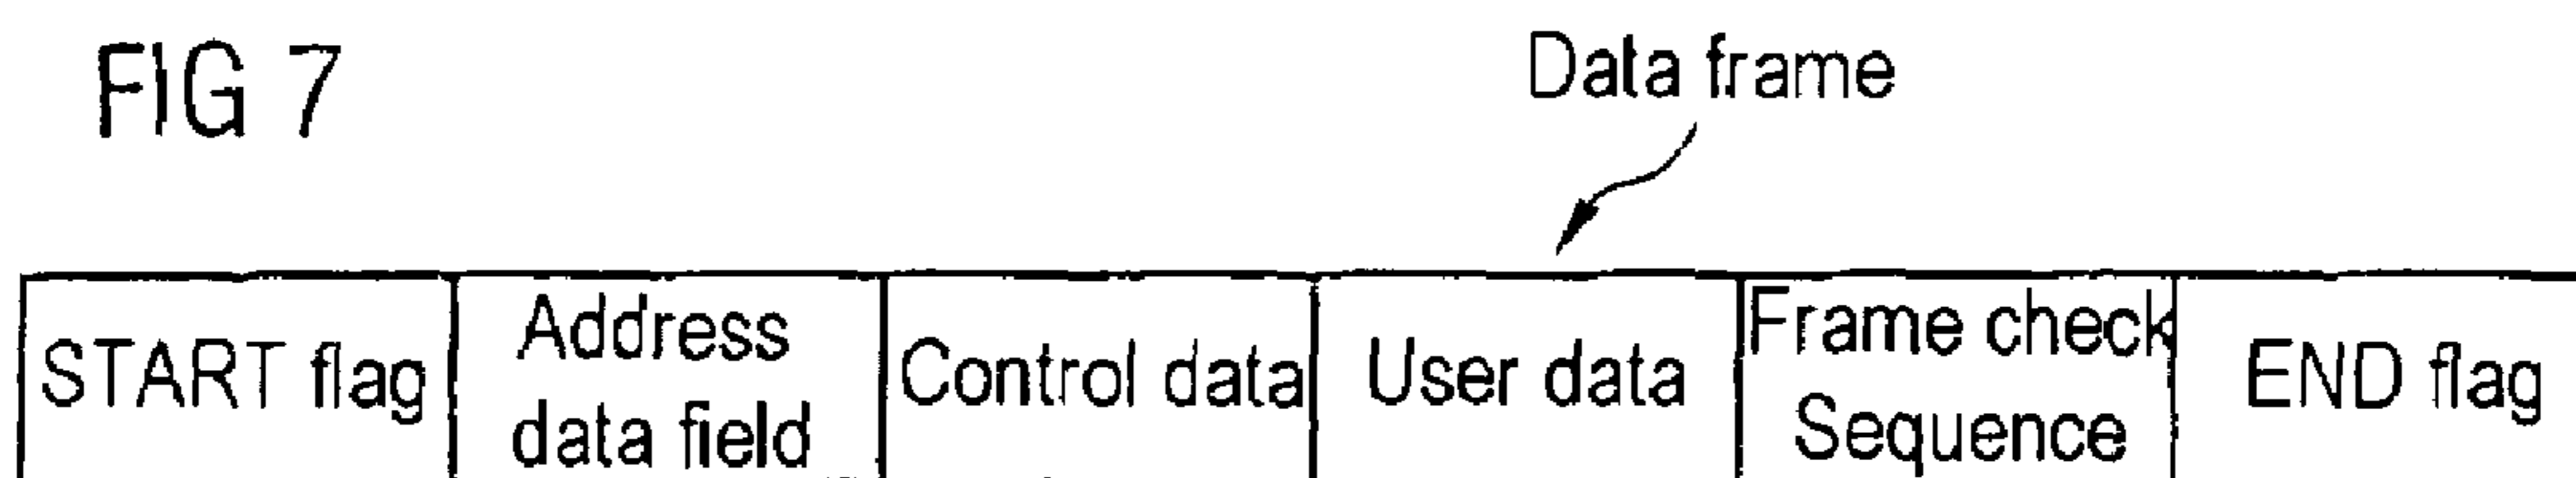 FIG 7
Data frame
START flag
Address
data field
Control data
User data
Frame check
Sequence
END flag